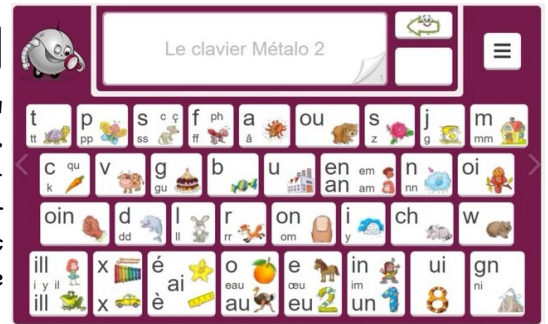 Le clavier Métalo 2
t tt p pp s c ç ss f ph ff a â ou s z j g m mm
c qu k v g gu b u en em an am n nn oi
oin d dd l ll r rr on om i y ch w
ill i y il ill x x é ai è o eau au e œu eu in im un ui gn ni